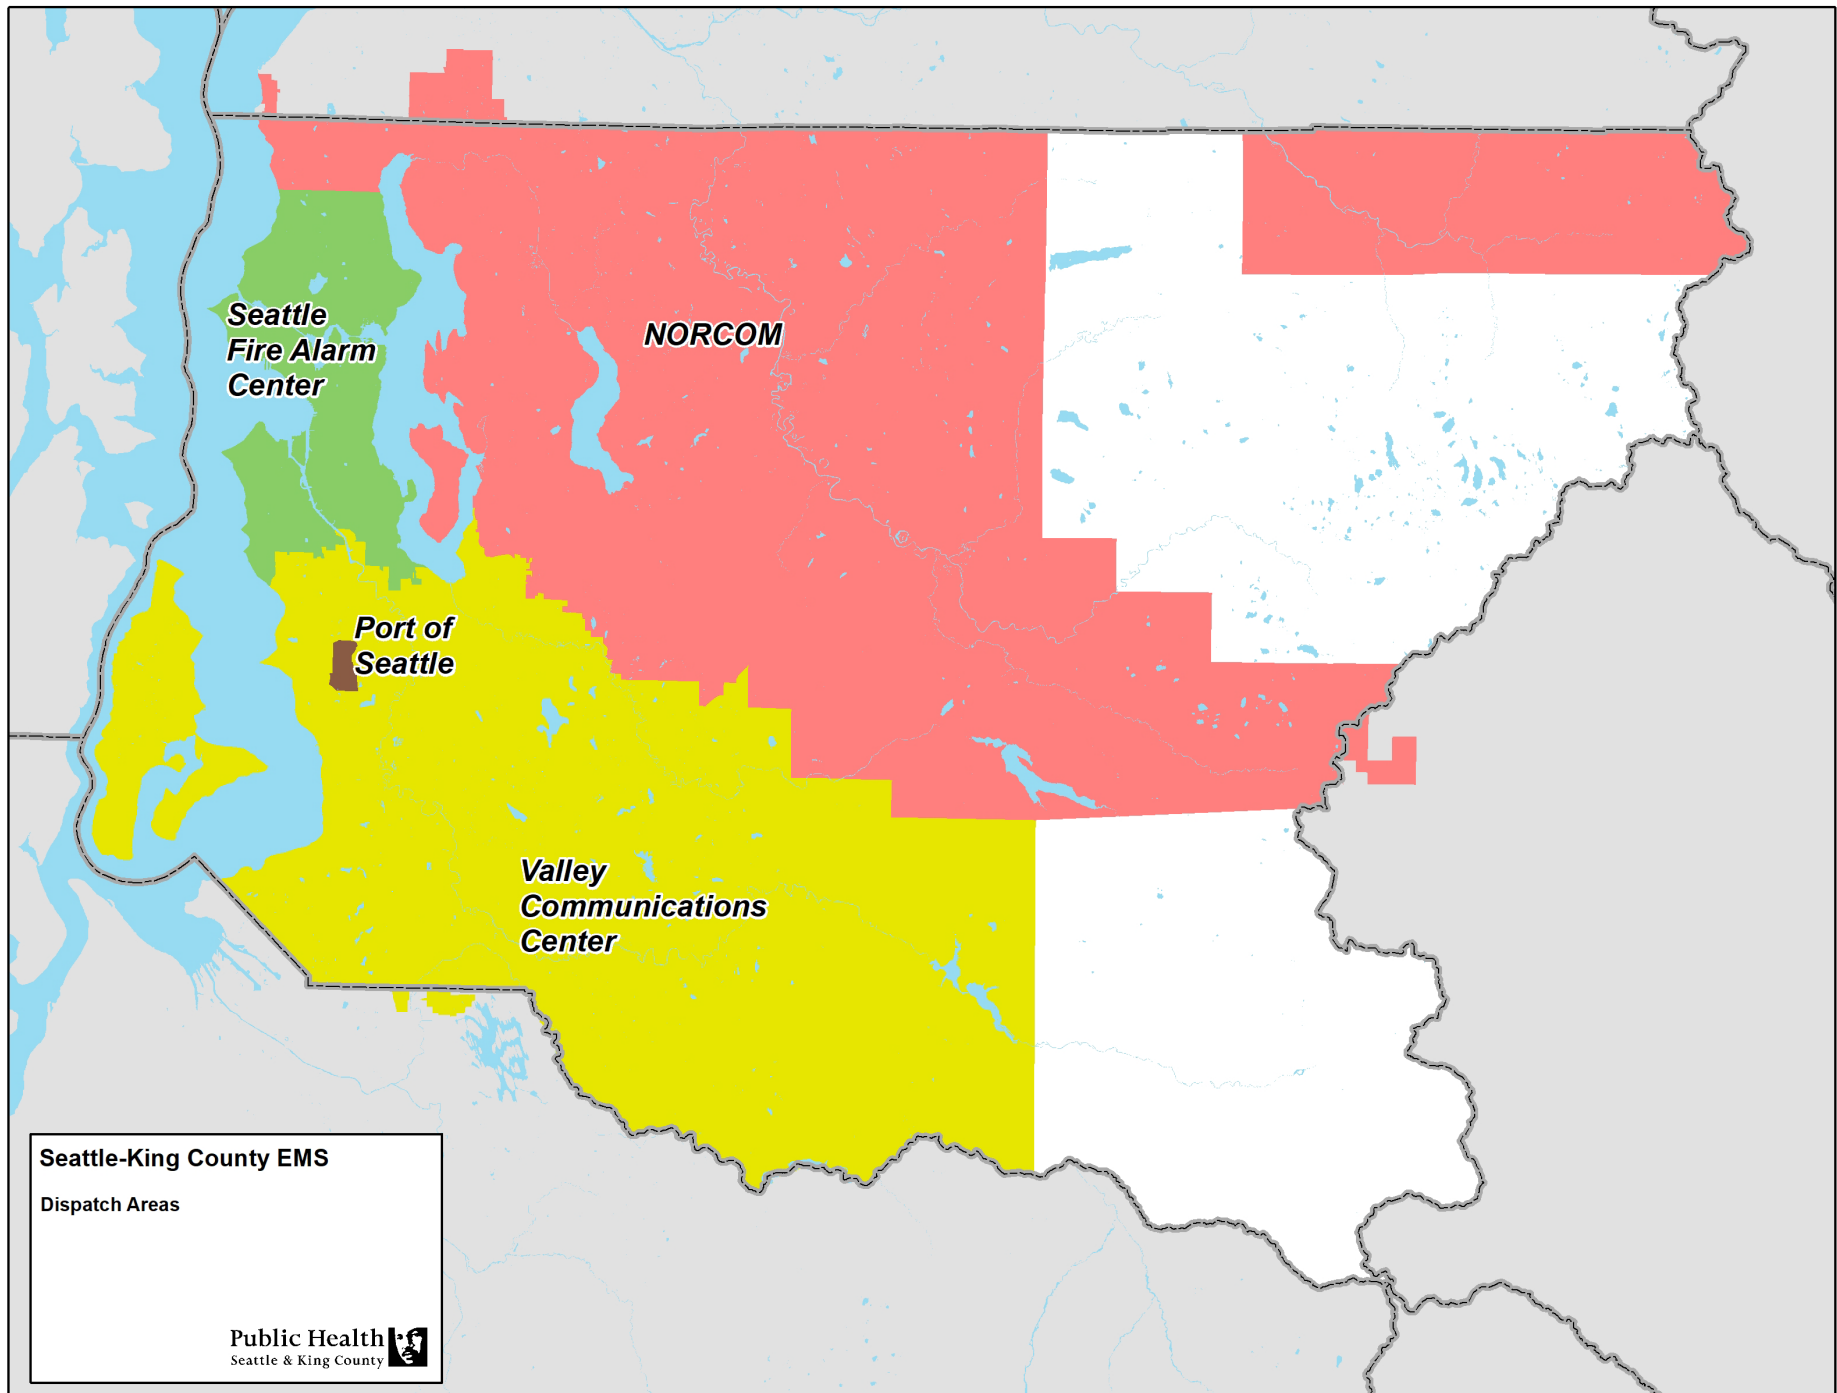 Seattle
Fire Alarm
Center
NORCOM
Port of
Seattle
Valley
Communications
Center
Seattle-King County EMS
Dispatch Areas
Public Health
Seattle & King County